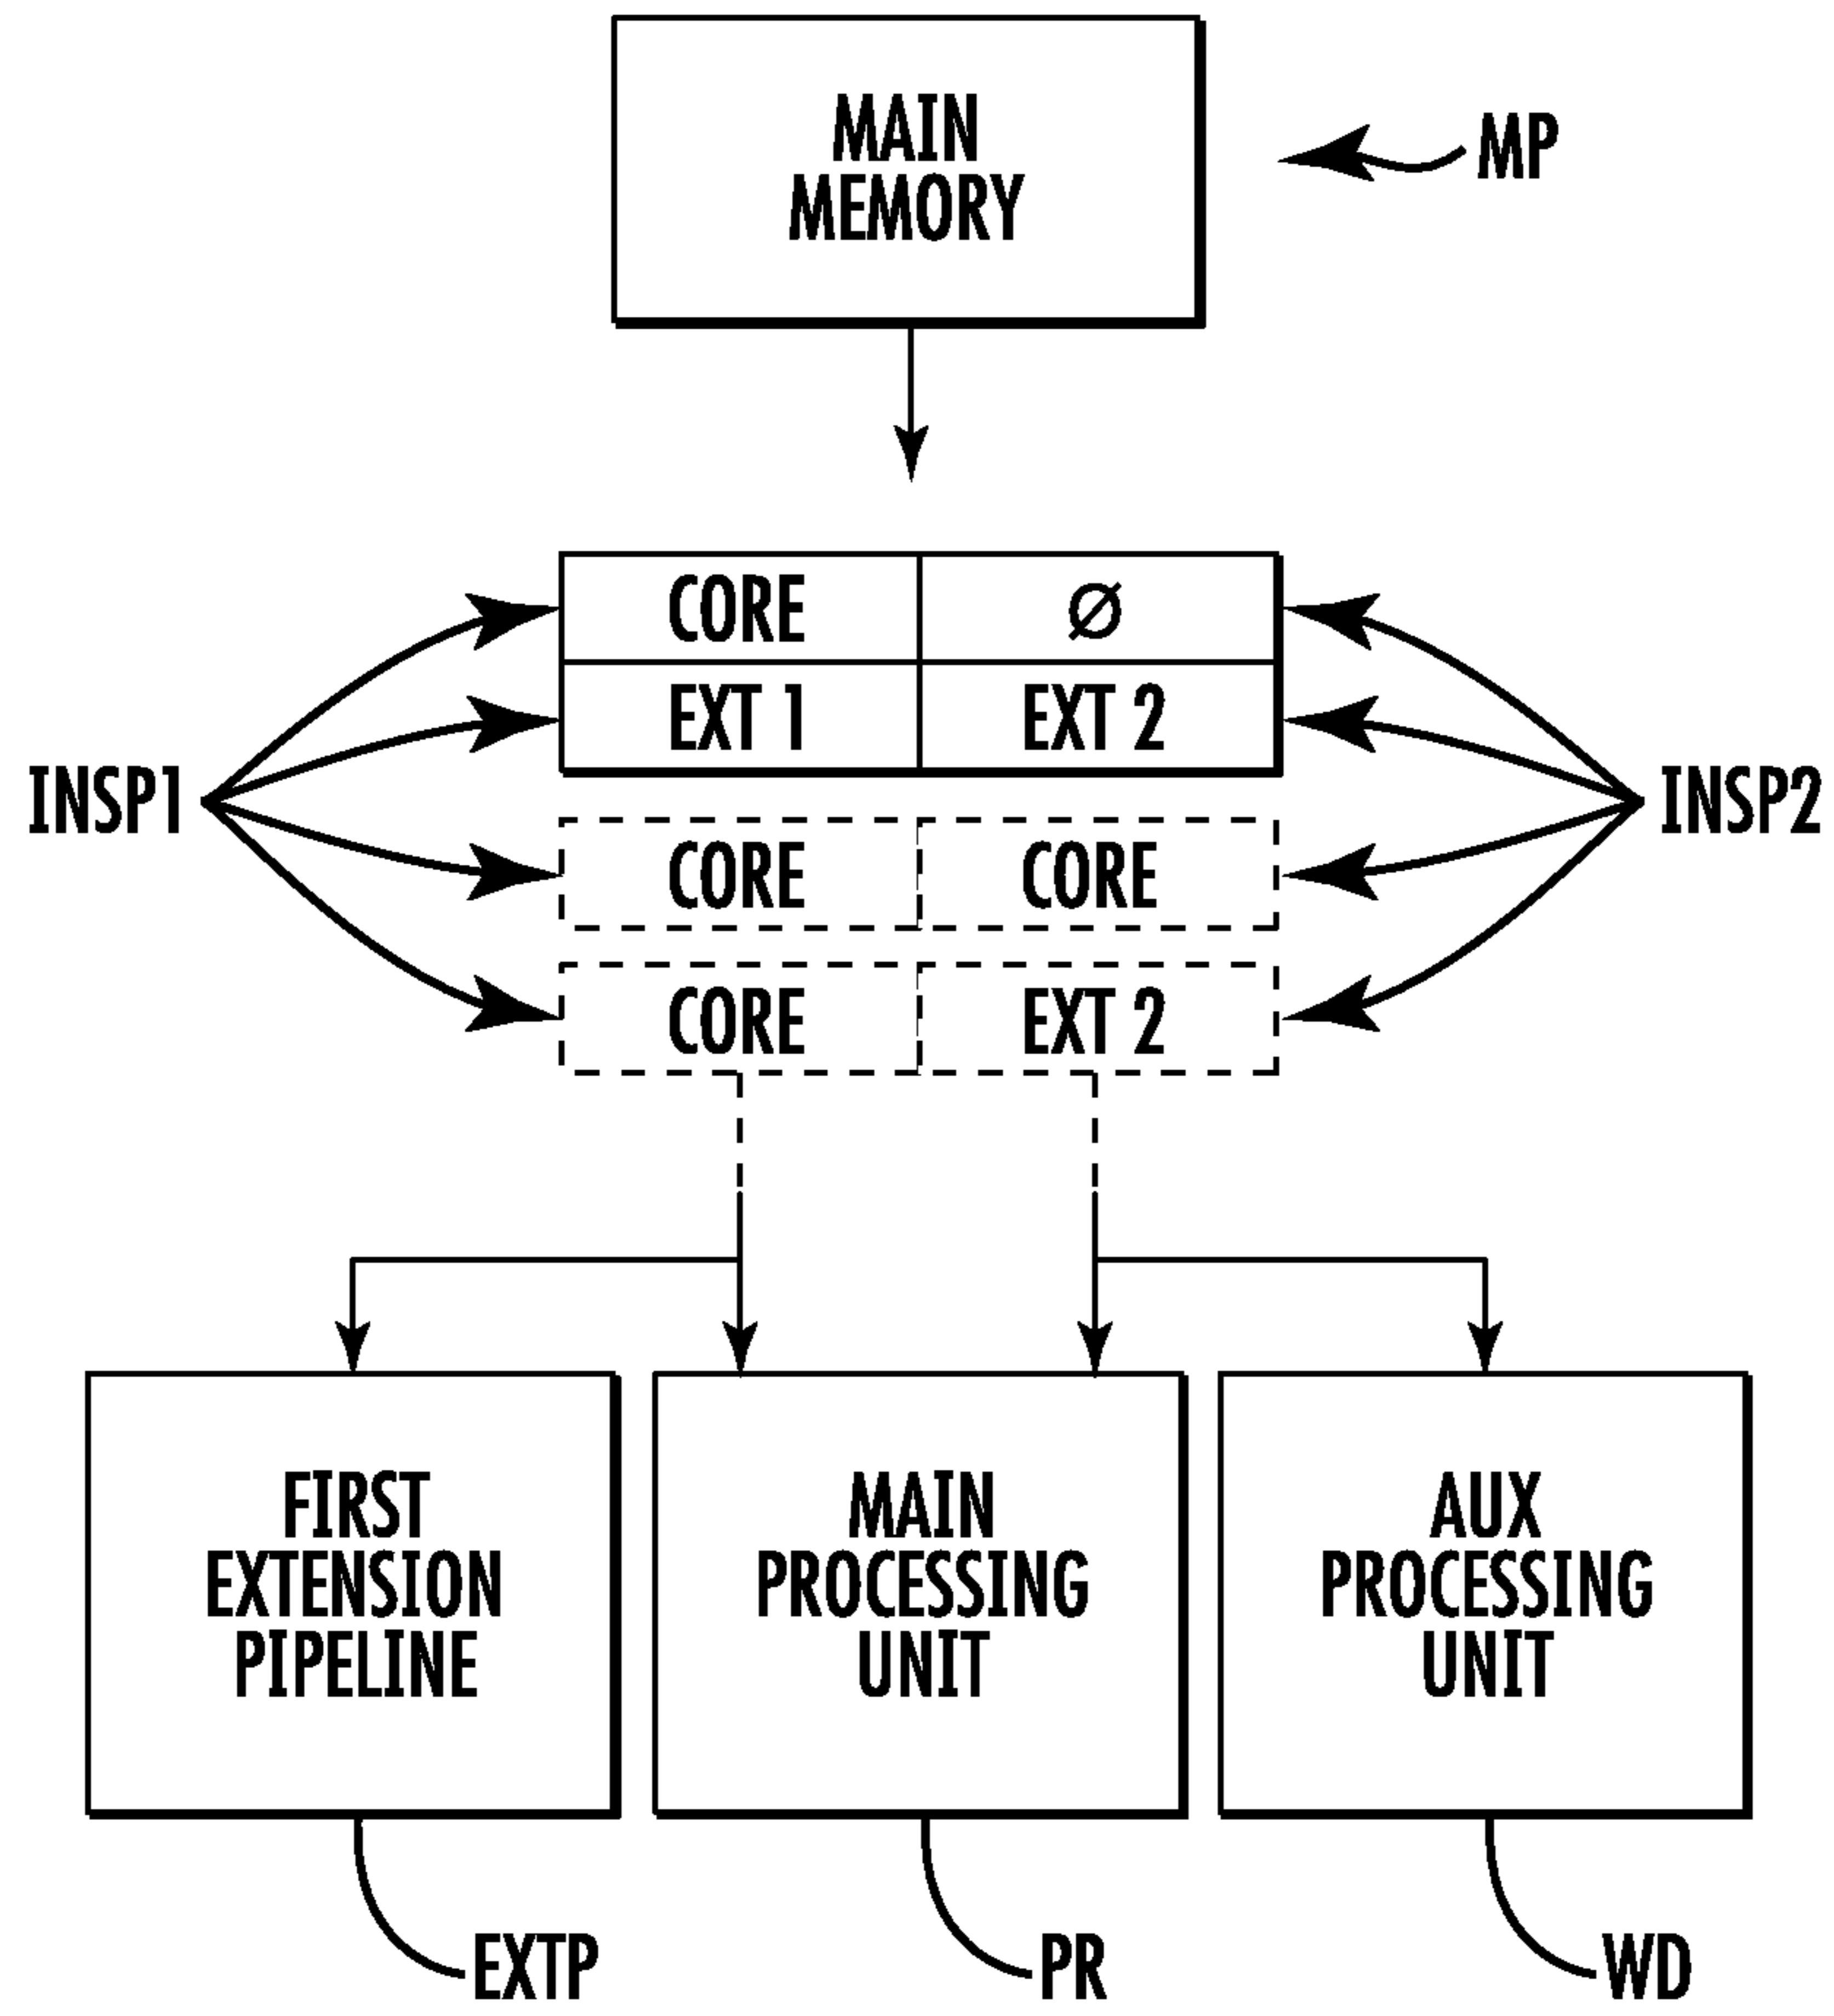 MAIN
MEMORY
MP
CORE
Ø
EXT 1
EXT 2
INSP1
INSP2
CORE
CORE
CORE
EXT 2
FIRST
EXTENSION
PIPELINE
MAIN
PROCESSING
UNIT
AUX
PROCESSING
UNIT
EXTP
PR
WD